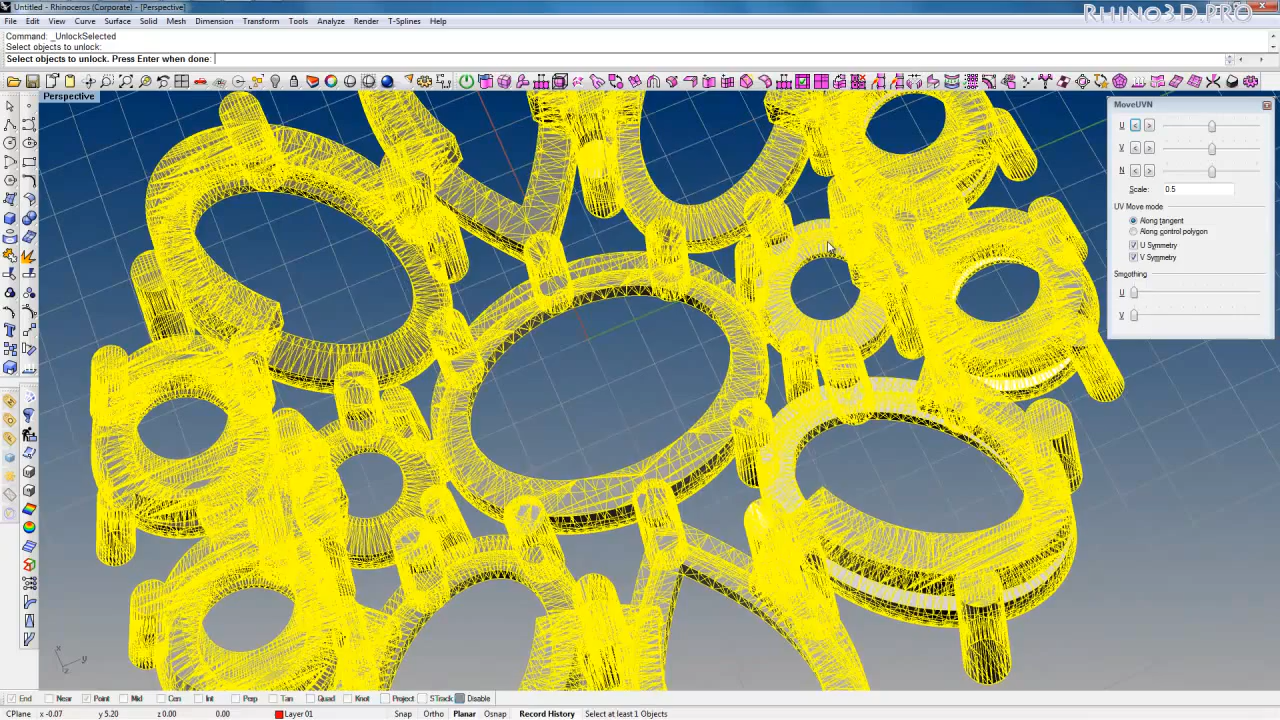 Untitled - Rhinoceros (Corporate) - [Perspective]
RHINO3D.PRO
File Edit View Curve Surface Solid Mesh Dimension Transform Tools Analyze Render T-Splines Help
Command: _UnlockSelected
Select objects to unlock:
Select objects to unlock. Press Enter when done:
Perspective
MoveUVN
U < >
V < >
N < >
Scale: 0.5
UV Move mode
Along tangent
Along control polygon
U Symmetry
V Symmetry
Smoothing
U
V
x y z
End Near Point Mid Cen Int Perp Tan Quad Knot Project STrack Disable
CPlane x -0.07 y 5.20 z 0.00 0.00 Layer 01 Snap Ortho Planar Osnap Record History Select at least 1 Objects